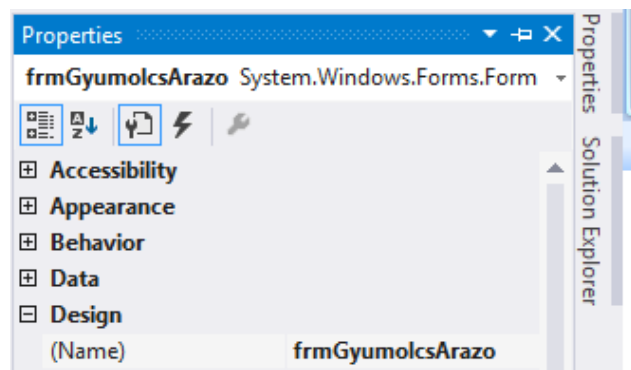 Properties
frmGyumolcsArazo System.Windows.Forms.Form
Accessibility
Appearance
Behavior
Data
Design
(Name) frmGyumolcsArazo
Properties
Solution Explorer